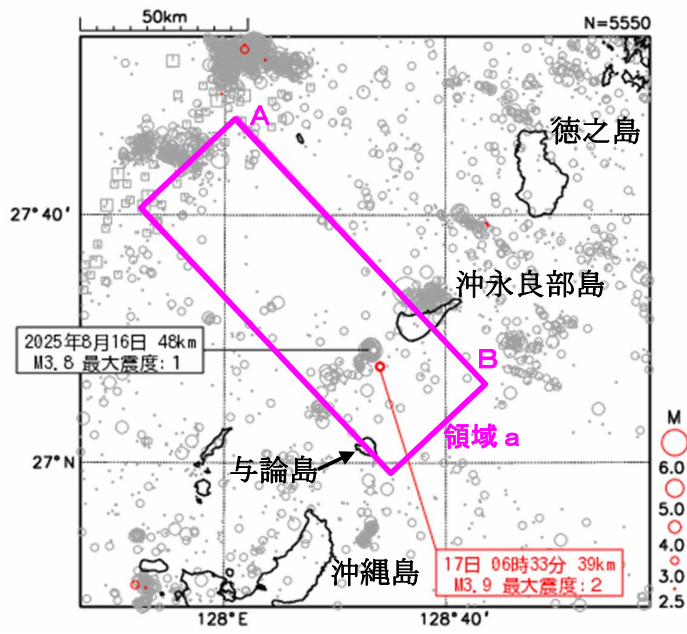 50km
N=5550
A
徳之島
27°40'
沖永良部島
2025年8月16日 48km
M3.8 最大震度:1
B
領域a
M
与論島
27°N
6.0
5.0
4.0
3.0
2.5
沖縄島
17日 06時33分 39km
M3.9 最大震度:2
128°E
128°40'